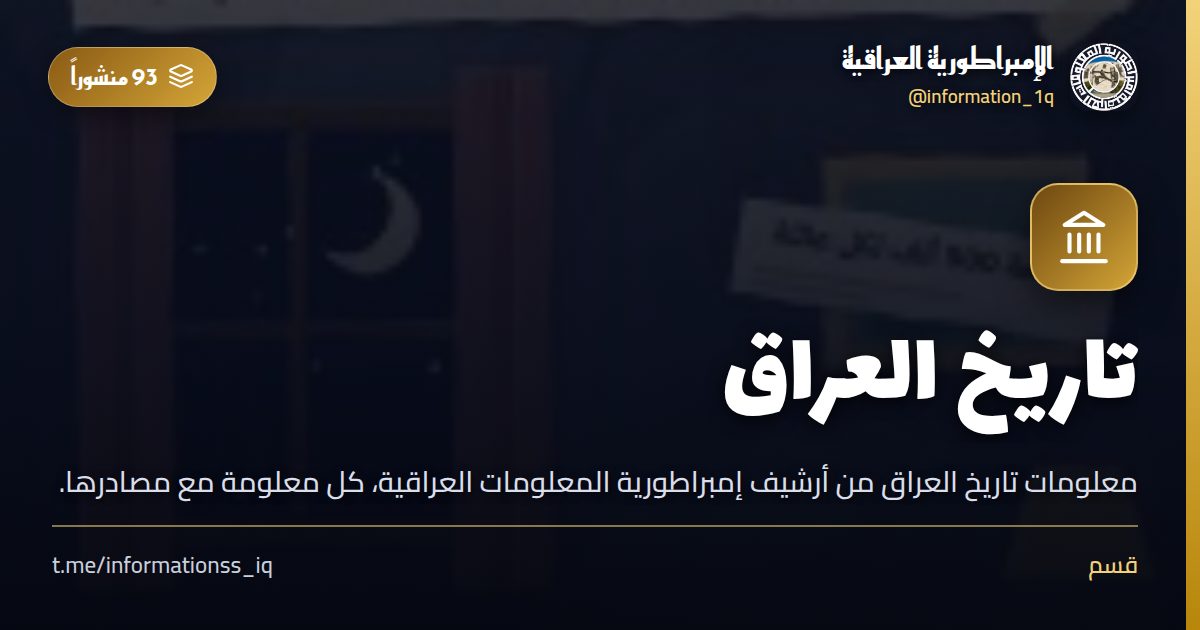 الإمبراطورية العراقية
@information_1q
93 منشوراً
تاريخ العراق
معلومات تاريخ العراق من أرشيف إمبراطورية المعلومات العراقية، كل معلومة مع مصادرها.
قسم
t.me/informationss_iq